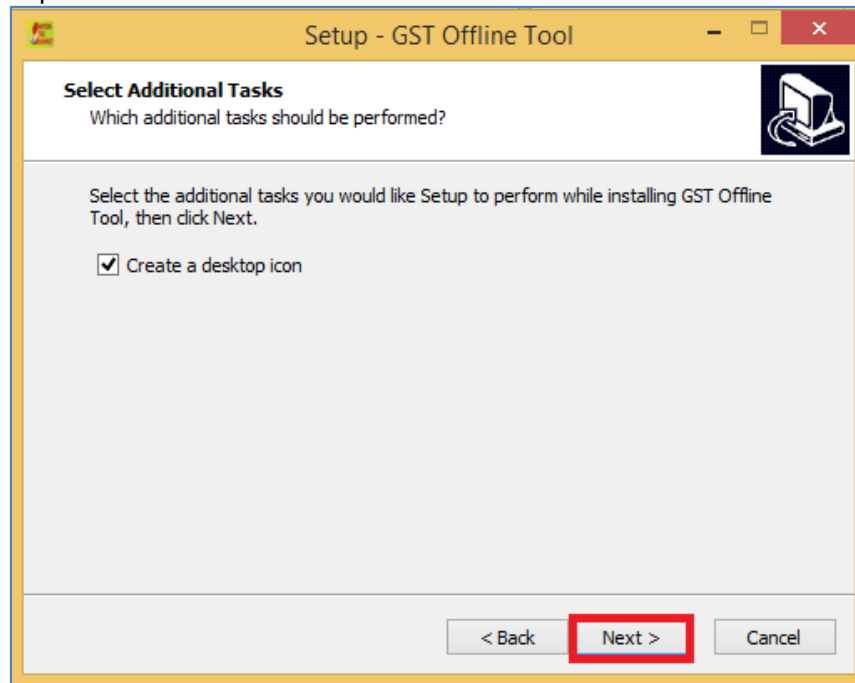 Setup - GST Offline Tool
Select Additional Tasks
Which additional tasks should be performed?
Select the additional tasks you would like Setup to perform while installing GST Offline
Tool, then click Next.
Create a desktop icon
< Back Next > Cancel